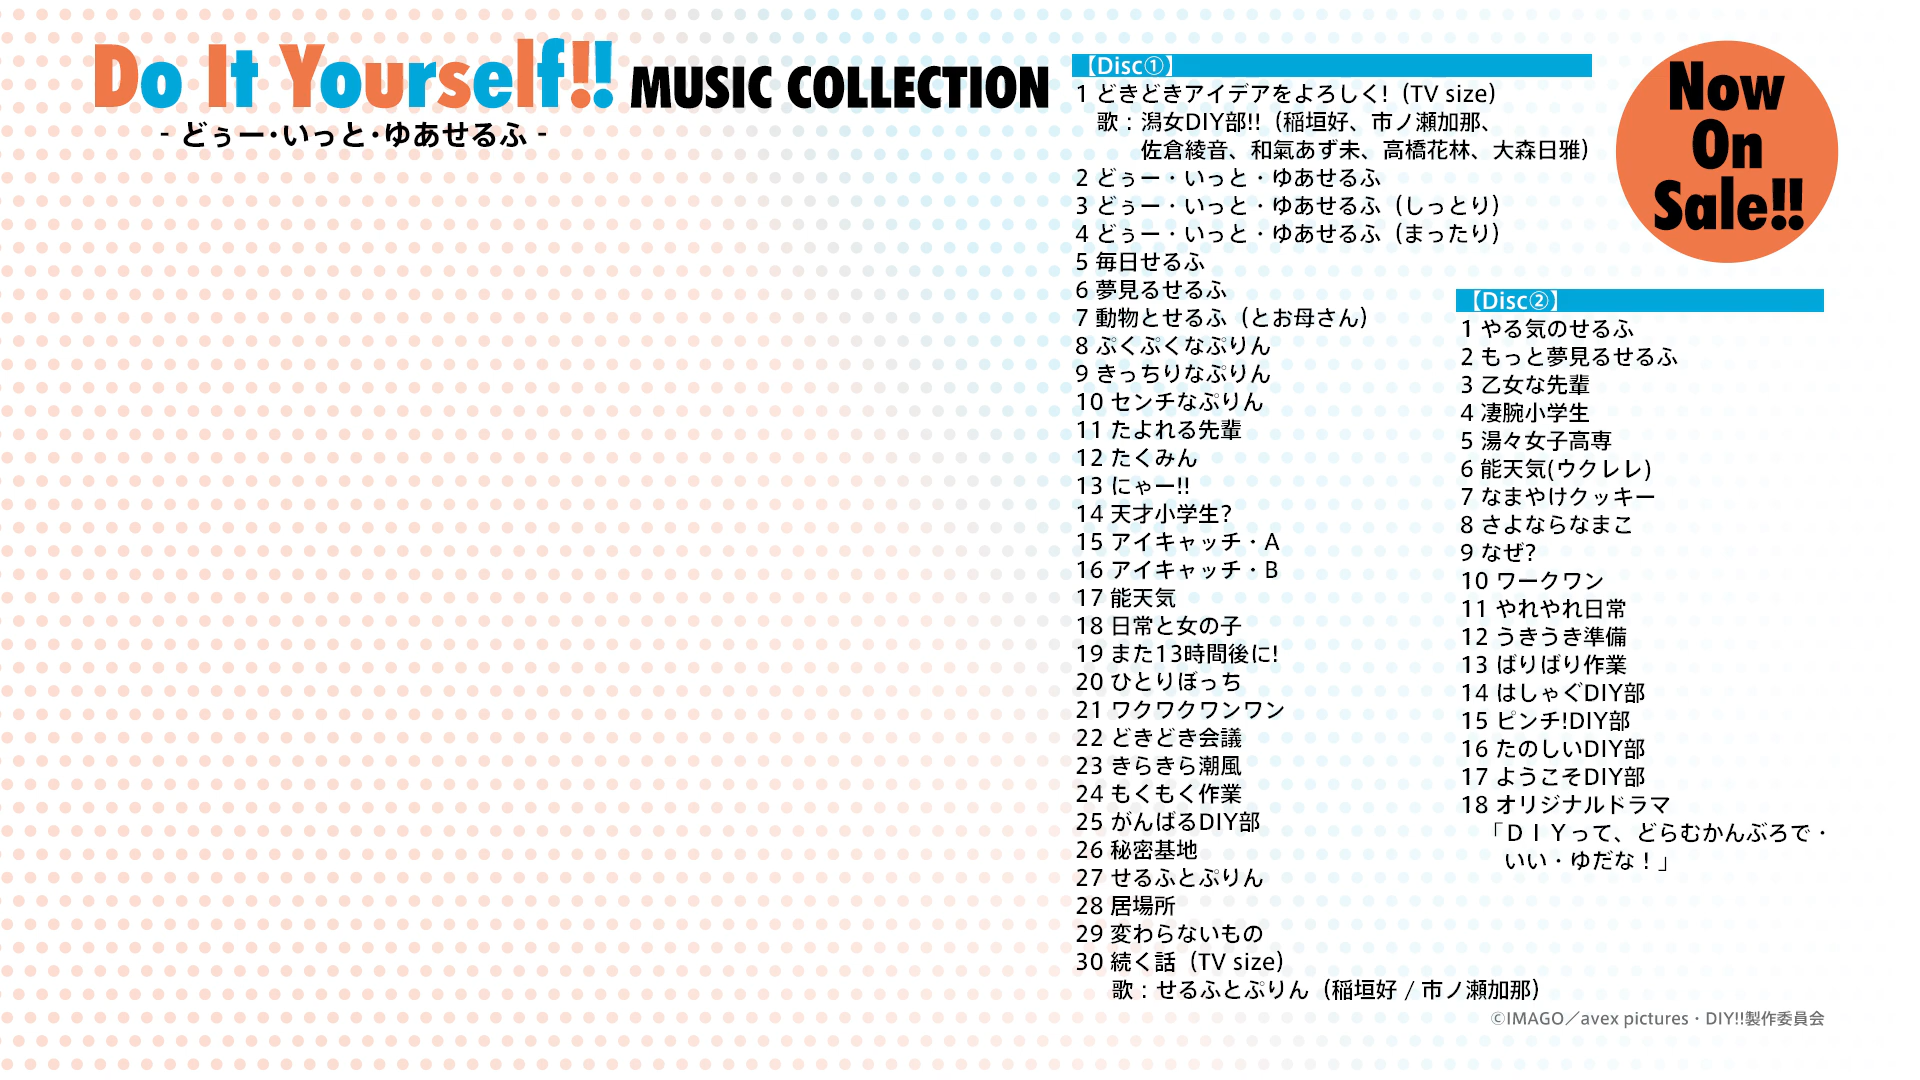 Do It Yourself!! MUSIC COLLECTION
- どぅー･いっと･ゆあせるふ -
【Disc①】
1 どきどきアイデアをよろしく!（TV size）
歌：潟女DIY部!!（稲垣好、市ノ瀬加那、
佐倉綾音、和氣あず未、高橋花林、大森日雅）
2 どぅー・いっと・ゆあせるふ
3 どぅー・いっと・ゆあせるふ（しっとり）
4 どぅー・いっと・ゆあせるふ（まったり）
5 毎日せるふ
6 夢見るせるふ
7 動物とせるふ（とお母さん）
8 ぷくぷくなぷりん
9 きっちりなぷりん
10 センチなぷりん
11 たよれる先輩
12 たくみん
13 にゃー!!
14 天才小学生?
15 アイキャッチ・A
16 アイキャッチ・B
17 能天気
18 日常と女の子
19 また13時間後に!
20 ひとりぼっち
21 ワクワクワンワン
22 どきどき会議
23 きらきら潮風
24 もくもく作業
25 がんばるDIY部
26 秘密基地
27 せるふとぷりん
28 居場所
29 変わらないもの
30 続く話（TV size）
歌：せるふとぷりん（稲垣好 / 市ノ瀬加那）
Now
On
Sale!!
【Disc②】
1 やる気のせるふ
2 もっと夢見るせるふ
3 乙女な先輩
4 凄腕小学生
5 湯々女子高専
6 能天気(ウクレレ)
7 なまやけクッキー
8 さよならなまこ
9 なぜ?
10 ワークワン
11 やれやれ日常
12 うきうき準備
13 ばりばり作業
14 はしゃぐDIY部
15 ピンチ!DIY部
16 たのしいDIY部
17 ようこそDIY部
18 オリジナルドラマ
「ＤＩＹって、どらむかんぶろで・
いい・ゆだな！」
©IMAGO／avex pictures・DIY!!製作委員会